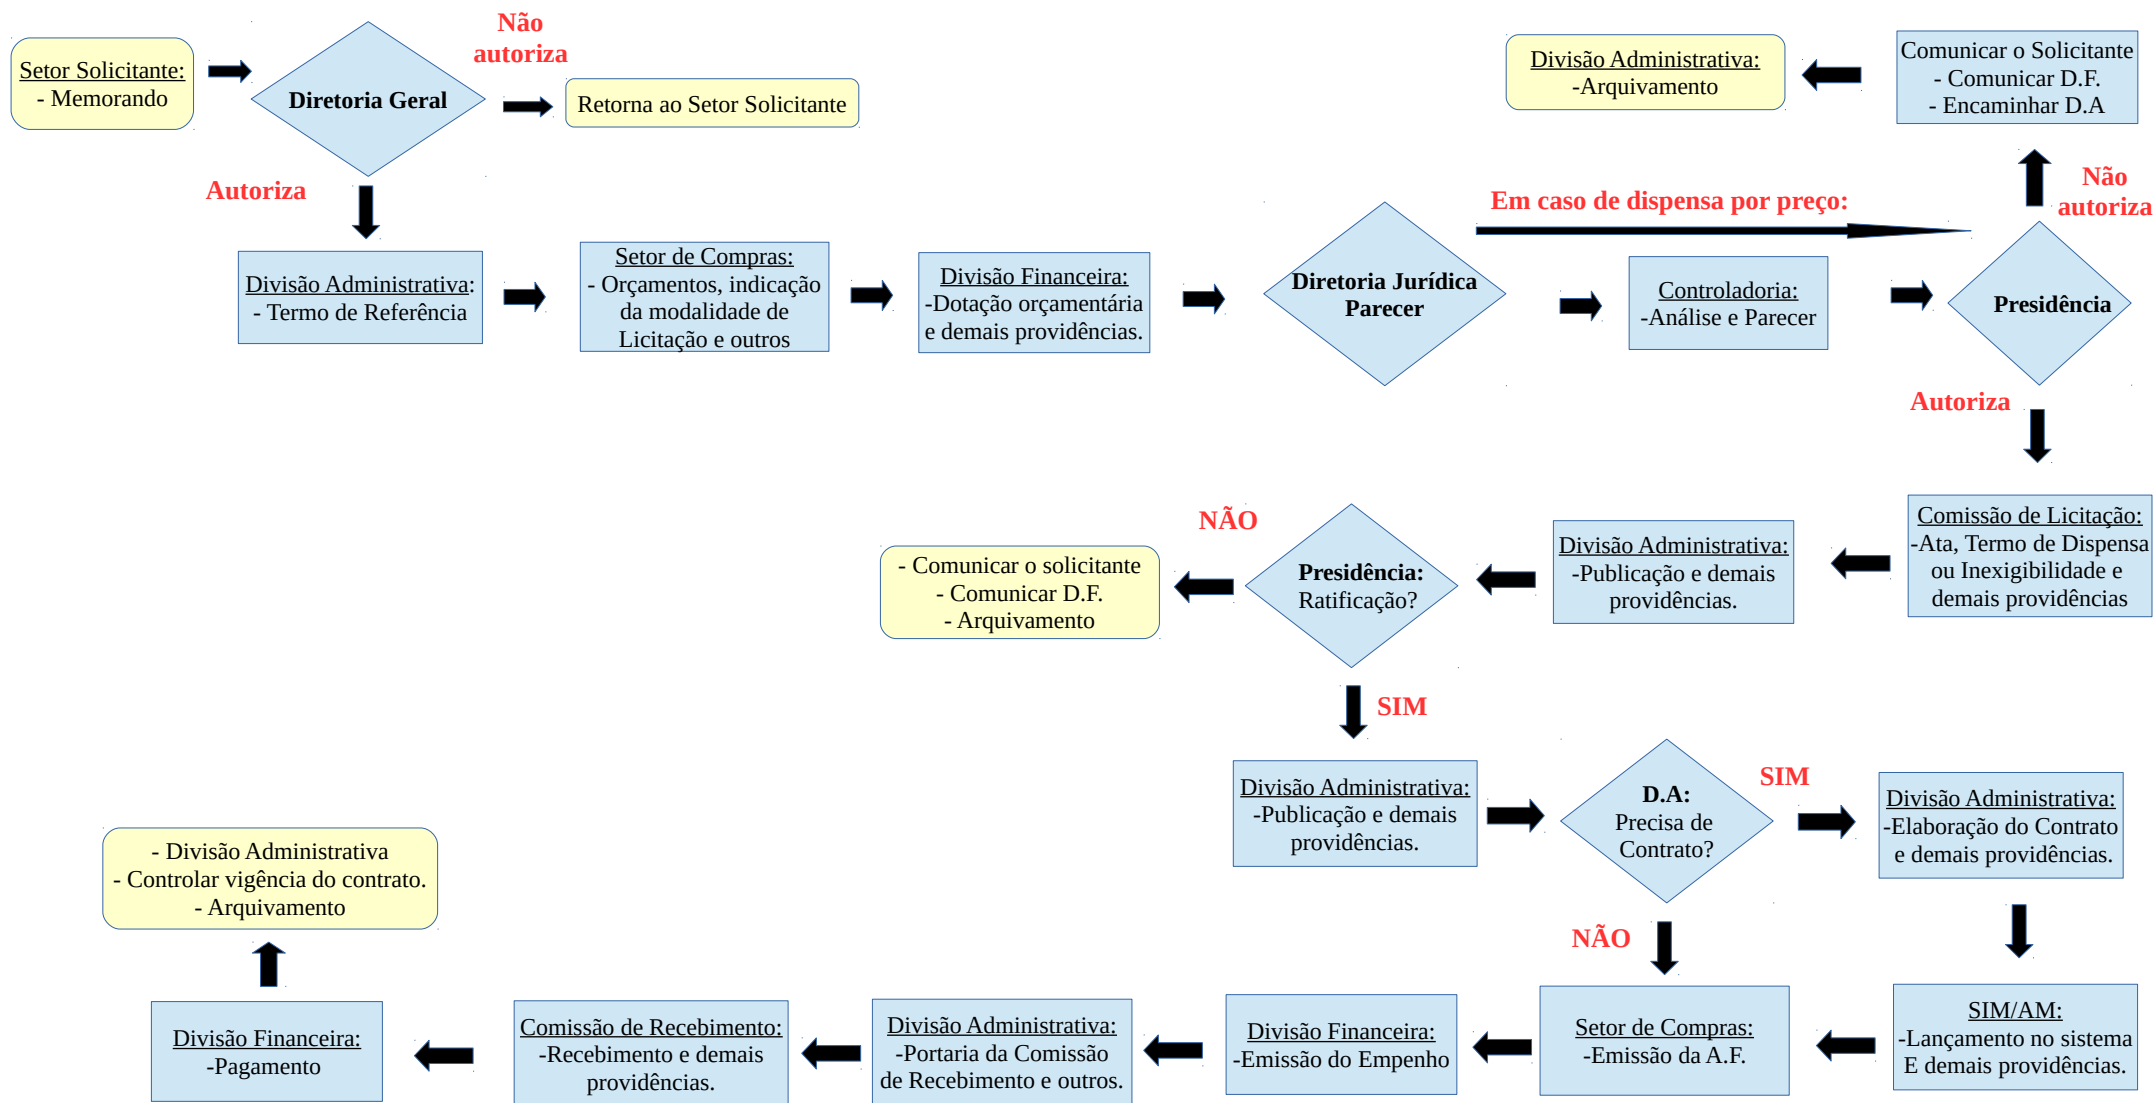 Setor Solicitante:
- Memorando
Diretoria Geral
Não
autoriza
Retorna ao Setor Solicitante
Divisão Administrativa:
-Arquivamento
Comunicar o Solicitante
- Comunicar D.F.
- Encaminhar D.A
Autoriza
Não
autoriza
Em caso de dispensa por preço:
Divisão Administrativa:
- Termo de Referência
Setor de Compras:
- Orçamentos, indicação
da modalidade de
Licitação e outros
Divisão Financeira:
-Dotação orçamentária
e demais providências.
Diretoria Jurídica
Parecer
Controladoria:
-Análise e Parecer
Presidência
Autoriza
Comissão de Licitação:
-Ata, Termo de Dispensa
ou Inexigibilidade e
demais providências
Divisão Administrativa:
-Publicação e demais
providências.
Presidência:
Ratificação?
NÃO
- Comunicar o solicitante
- Comunicar D.F.
- Arquivamento
SIM
Divisão Administrativa:
-Publicação e demais
providências.
D.A:
Precisa de
Contrato?
SIM
Divisão Administrativa:
-Elaboração do Contrato
e demais providências.
NÃO
SIM/AM:
-Lançamento no sistema
E demais providências.
Setor de Compras:
-Emissão da A.F.
Divisão Financeira:
-Emissão do Empenho
Divisão Administrativa:
-Portaria da Comissão
de Recebimento e outros.
Comissão de Recebimento:
-Recebimento e demais
providências.
Divisão Financeira:
-Pagamento
- Divisão Administrativa
- Controlar vigência do contrato.
- Arquivamento